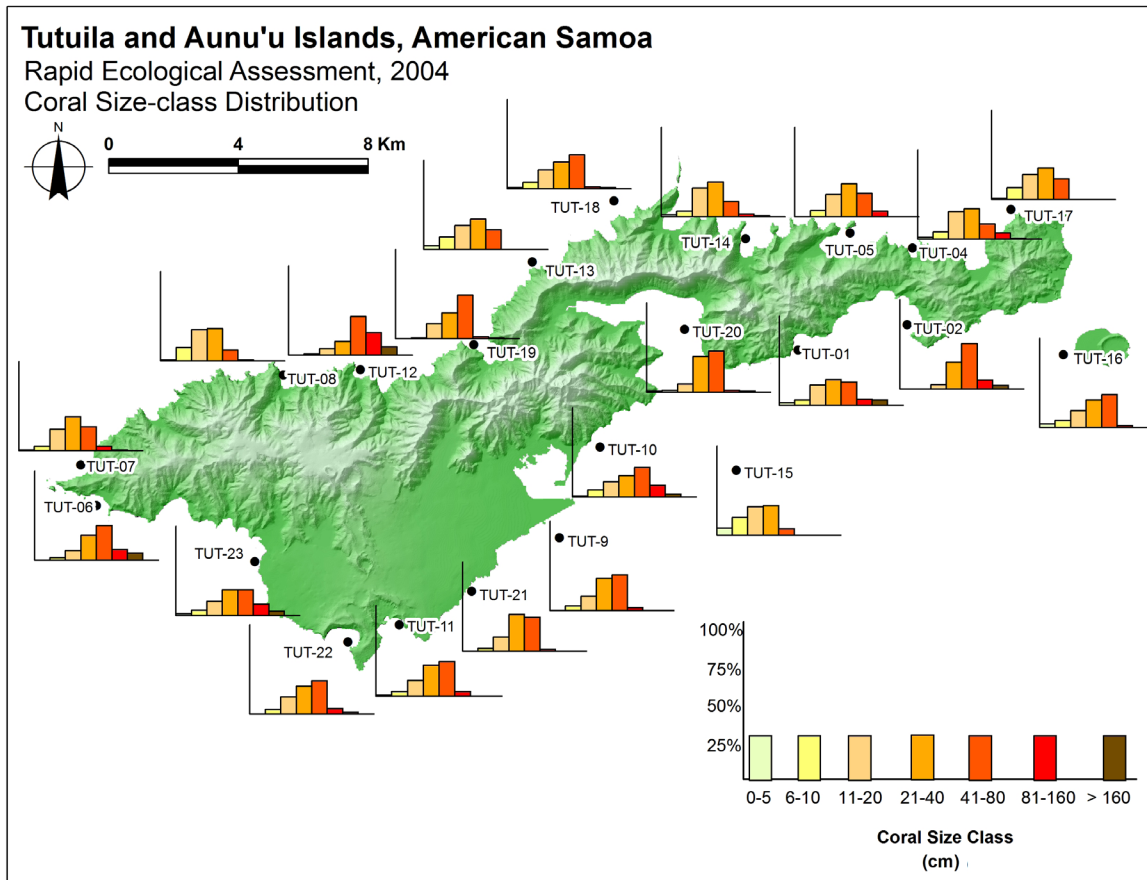 Tutuila and Aunu'u Islands, American Samoa
Rapid Ecological Assessment, 2004
Coral Size-class Distribution
N
0 4 8 Km
TUT-18
TUT-17
TUT-14
TUT-05
TUT-04
TUT-13
TUT-20
TUT-02
TUT-19
TUT-01
TUT-16
TUT-08
TUT-12
TUT-10
TUT-07
TUT-15
TUT-06
TUT-9
TUT-23
TUT-21
TUT-11
TUT-22
100%
75%
50%
25%
0-5 6-10 11-20 21-40 41-80 81-160 > 160
Coral Size Class
(cm)